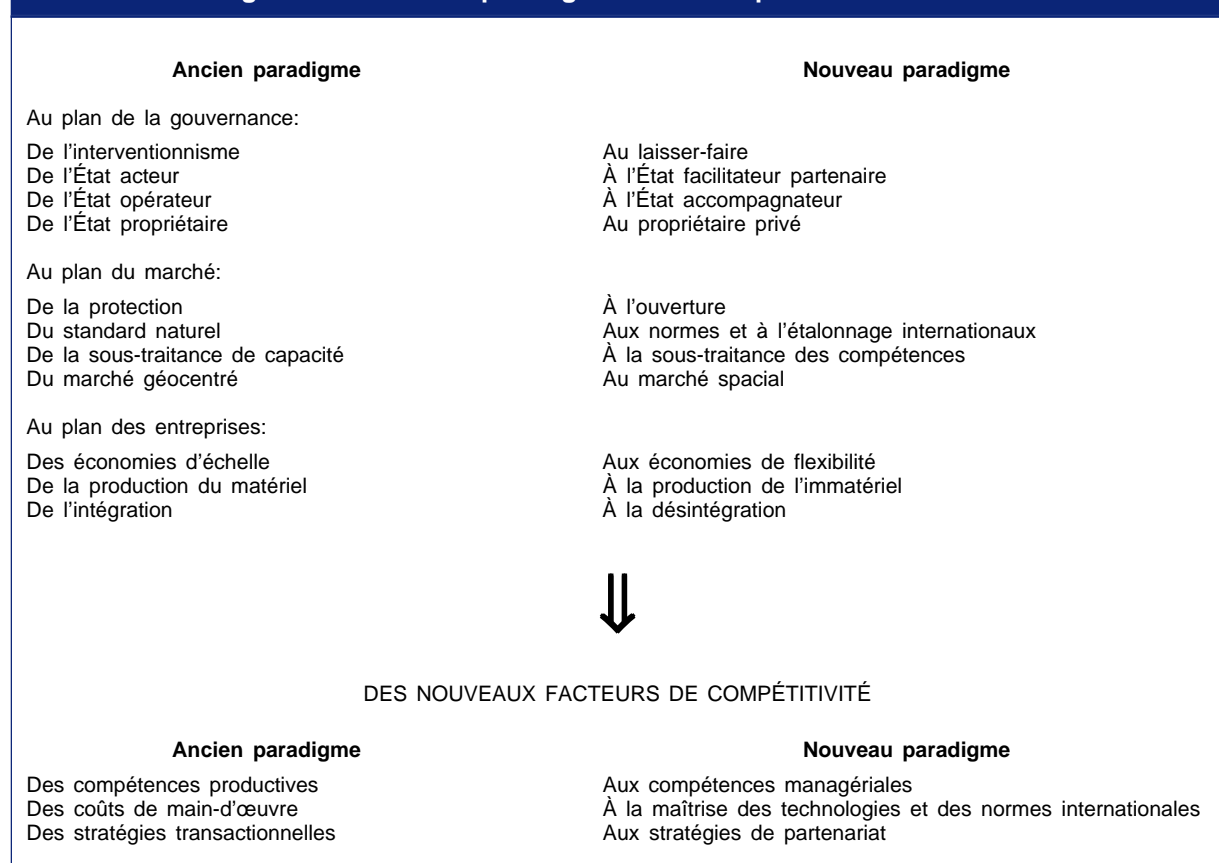 Ancien paradigme Nouveau paradigme
Au plan de la gouvernance:
De l'interventionnisme Au laisser-faire
De l'État acteur À l'État facilitateur partenaire
De l'État opérateur À l'État accompagnateur
De l'État propriétaire Au propriétaire privé
Au plan du marché:
De la protection À l'ouverture
Du standard naturel Aux normes et à l'étalonnage internationaux
De la sous-traitance de capacité À la sous-traitance des compétences
Du marché géocentré Au marché spacial
Au plan des entreprises:
Des économies d'échelle Aux économies de flexibilité
De la production du matériel À la production de l'immatériel
De l'intégration À la désintégration
⇓
DES NOUVEAUX FACTEURS DE COMPÉTITIVITÉ
Ancien paradigme Nouveau paradigme
Des compétences productives Aux compétences managériales
Des coûts de main-d'œuvre À la maîtrise des technologies et des normes internationales
Des stratégies transactionnelles Aux stratégies de partenariat